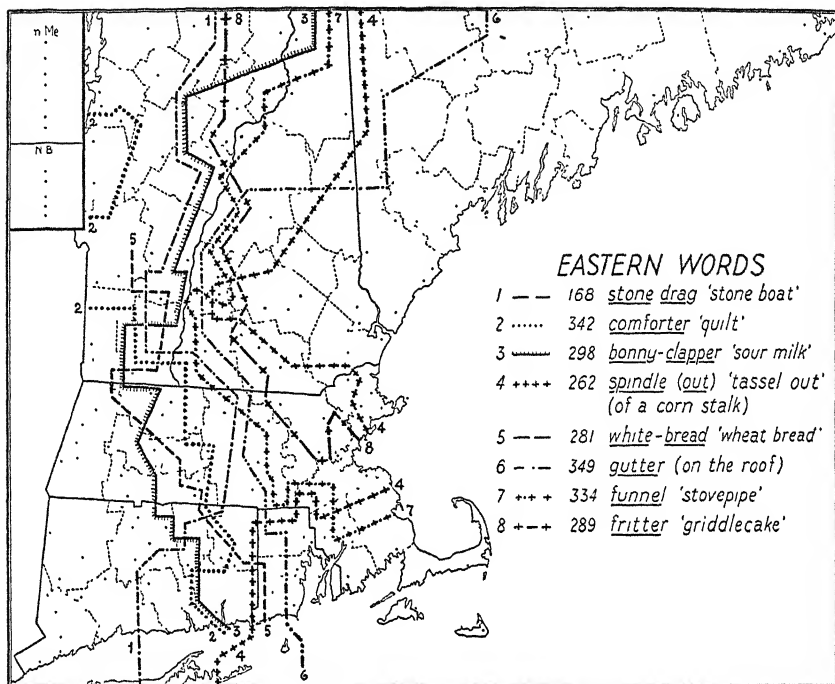 1 8 3 7 4 6
n Me
2
N B
2
5
2
EASTERN WORDS
1 168 stone drag 'stone boat'
2 342 comforter 'quilt'
3 298 bonny-clapper 'sour milk'
4 262 spindle (out) 'tassel out'
(of a corn stalk)
5 281 white-bread 'wheat bread'
6 349 gutter (on the roof)
7 334 funnel 'stovepipe'
8 289 fritter 'griddlecake'
4
8
4
7
1 2 3 4 5 6